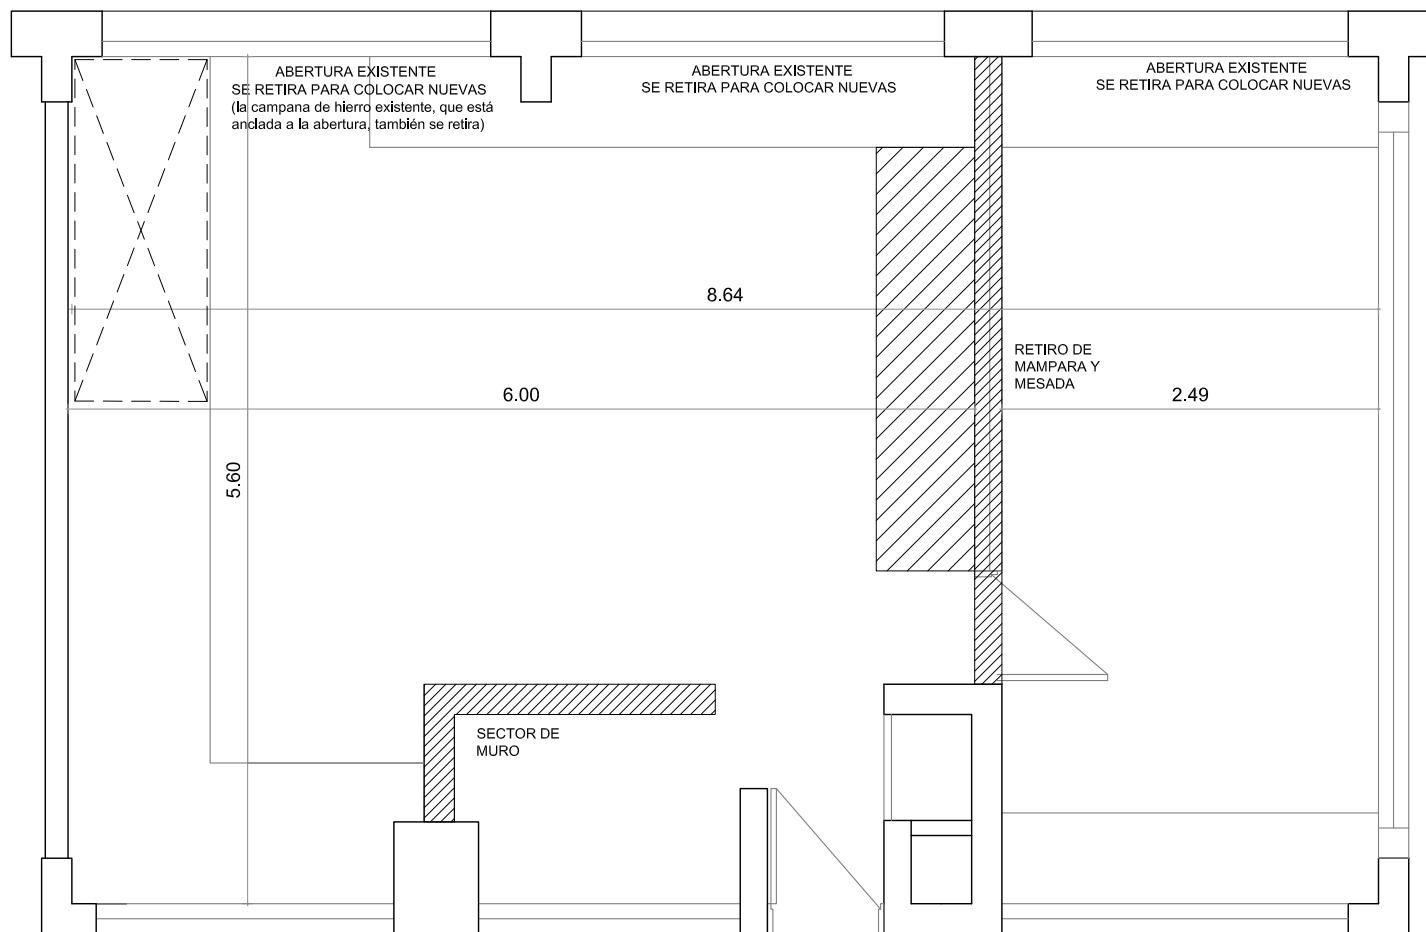 ABERTURA EXISTENTE
SE RETIRA PARA COLOCAR NUEVAS
(la campana de hierro existente, que está
anclada a la abertura, también se retira)
ABERTURA EXISTENTE
SE RETIRA PARA COLOCAR NUEVAS
ABERTURA EXISTENTE
SE RETIRA PARA COLOCAR NUEVAS
8.64
RETIRO DE
MAMPARA Y
MESADA
6.00
2.49
5.60
SECTOR DE
MURO